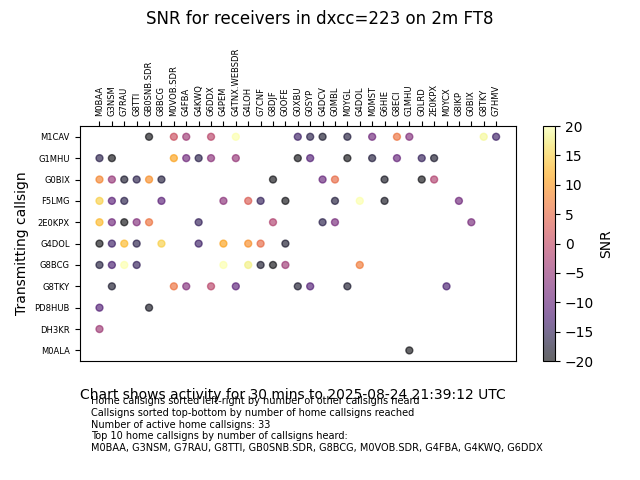 SNR for receivers in dxcc=223 on 2m FT8
M0BAA G3NSM G7RAU G8TTI GB0SNB.SDR G8BCG M0VOB.SDR G4FBA G4KWQ G6DDX G4PEM G4TNX.WEBSDR G4LOH G7CNF G8DJF G0OFE G0XBU G0SYP G4DCV G0MBL M0YGL G4DOL M0MST G6HIE G8ECI G1MHU G0LRD 2E0KPX M0YCX G8IKP G0BIX G8TKY G7HMV
Transmitting callsign
M1CAV
G1MHU
G0BIX
F5LMG
2E0KPX
G4DOL
G8BCG
G8TKY
PD8HUB
DH3KR
M0ALA
20
15
10
5
0
−5
−10
−15
−20
SNR
Chart shows activity for 30 mins to 2025-08-24 21:39:12 UTC
Home callsigns sorted left-right by number of other callsigns heard
Callsigns sorted top-bottom by number of home callsigns reached
Number of active home callsigns: 33
Top 10 home callsigns by number of callsigns heard:
M0BAA, G3NSM, G7RAU, G8TTI, GB0SNB.SDR, G8BCG, M0VOB.SDR, G4FBA, G4KWQ, G6DDX